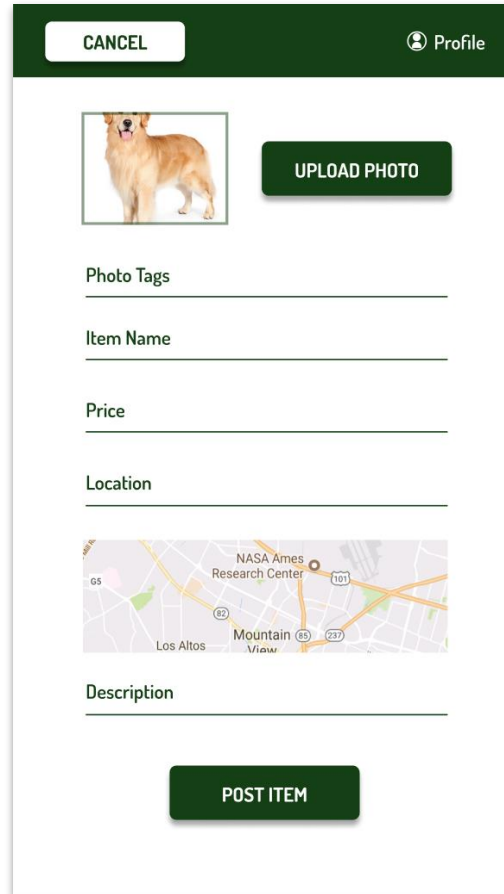 CANCEL
Profile
UPLOAD PHOTO
Photo Tags
Item Name
Price
Location
NASA Ames
Research Center
101
G5
82
Mountain
85
237
Los Altos
View
Description
POST ITEM